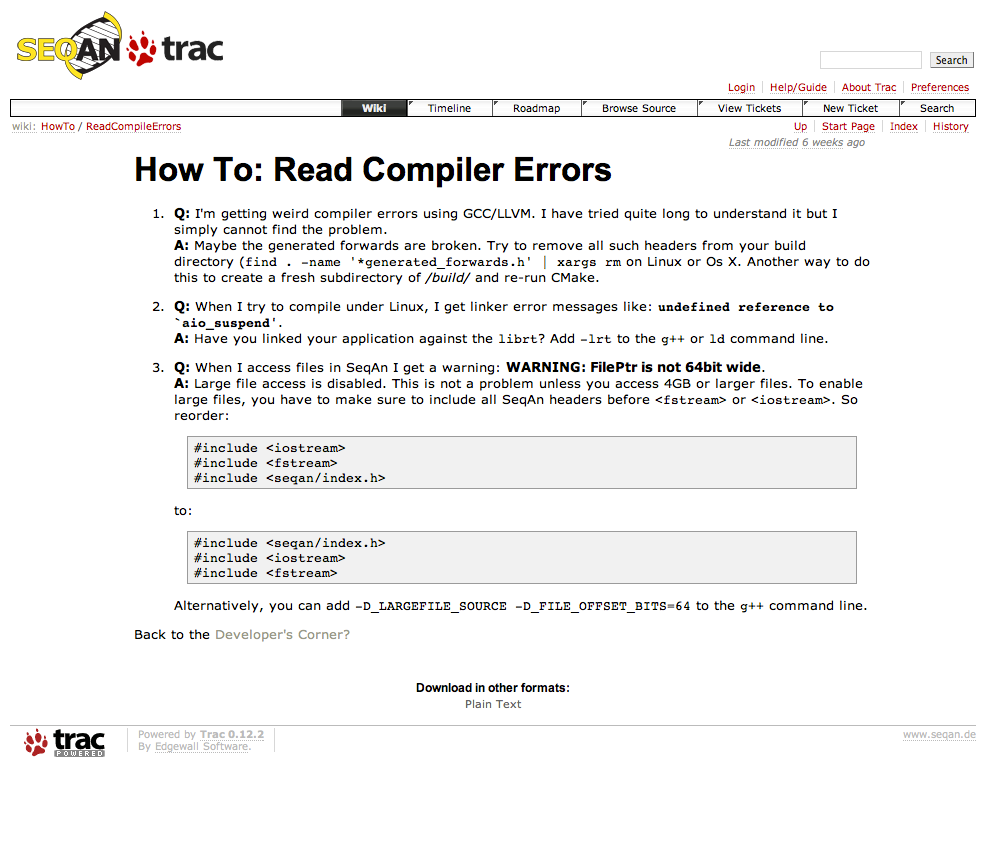 SEQAN trac
Search
Login Help/Guide About Trac Preferences
Wiki Timeline Roadmap Browse Source View Tickets New Ticket Search
wiki: HowTo / ReadCompileErrors
Up Start Page Index History
Last modified 6 weeks ago
How To: Read Compiler Errors
1. Q: I'm getting weird compiler errors using GCC/LLVM. I have tried quite long to understand it but I
simply cannot find the problem.
A: Maybe the generated forwards are broken. Try to remove all such headers from your build
directory (find . -name '*generated_forwards.h' | xargs rm on Linux or Os X. Another way to do
this to create a fresh subdirectory of /build/ and re-run CMake.
2. Q: When I try to compile under Linux, I get linker error messages like: undefined reference to
`aio_suspend'.
A: Have you linked your application against the librt? Add -lrt to the g++ or ld command line.
3. Q: When I access files in SeqAn I get a warning: WARNING: FilePtr is not 64bit wide.
A: Large file access is disabled. This is not a problem unless you access 4GB or larger files. To enable
large files, you have to make sure to include all SeqAn headers before <fstream> or <iostream>. So
reorder:
#include <iostream>
#include <fstream>
#include <seqan/index.h>
to:
#include <seqan/index.h>
#include <iostream>
#include <fstream>
Alternatively, you can add -D_LARGEFILE_SOURCE -D_FILE_OFFSET_BITS=64 to the g++ command line.
Back to the Developer's Corner?
Download in other formats:
Plain Text
trac POWERED
Powered by Trac 0.12.2
By Edgewall Software.
www.seqan.de